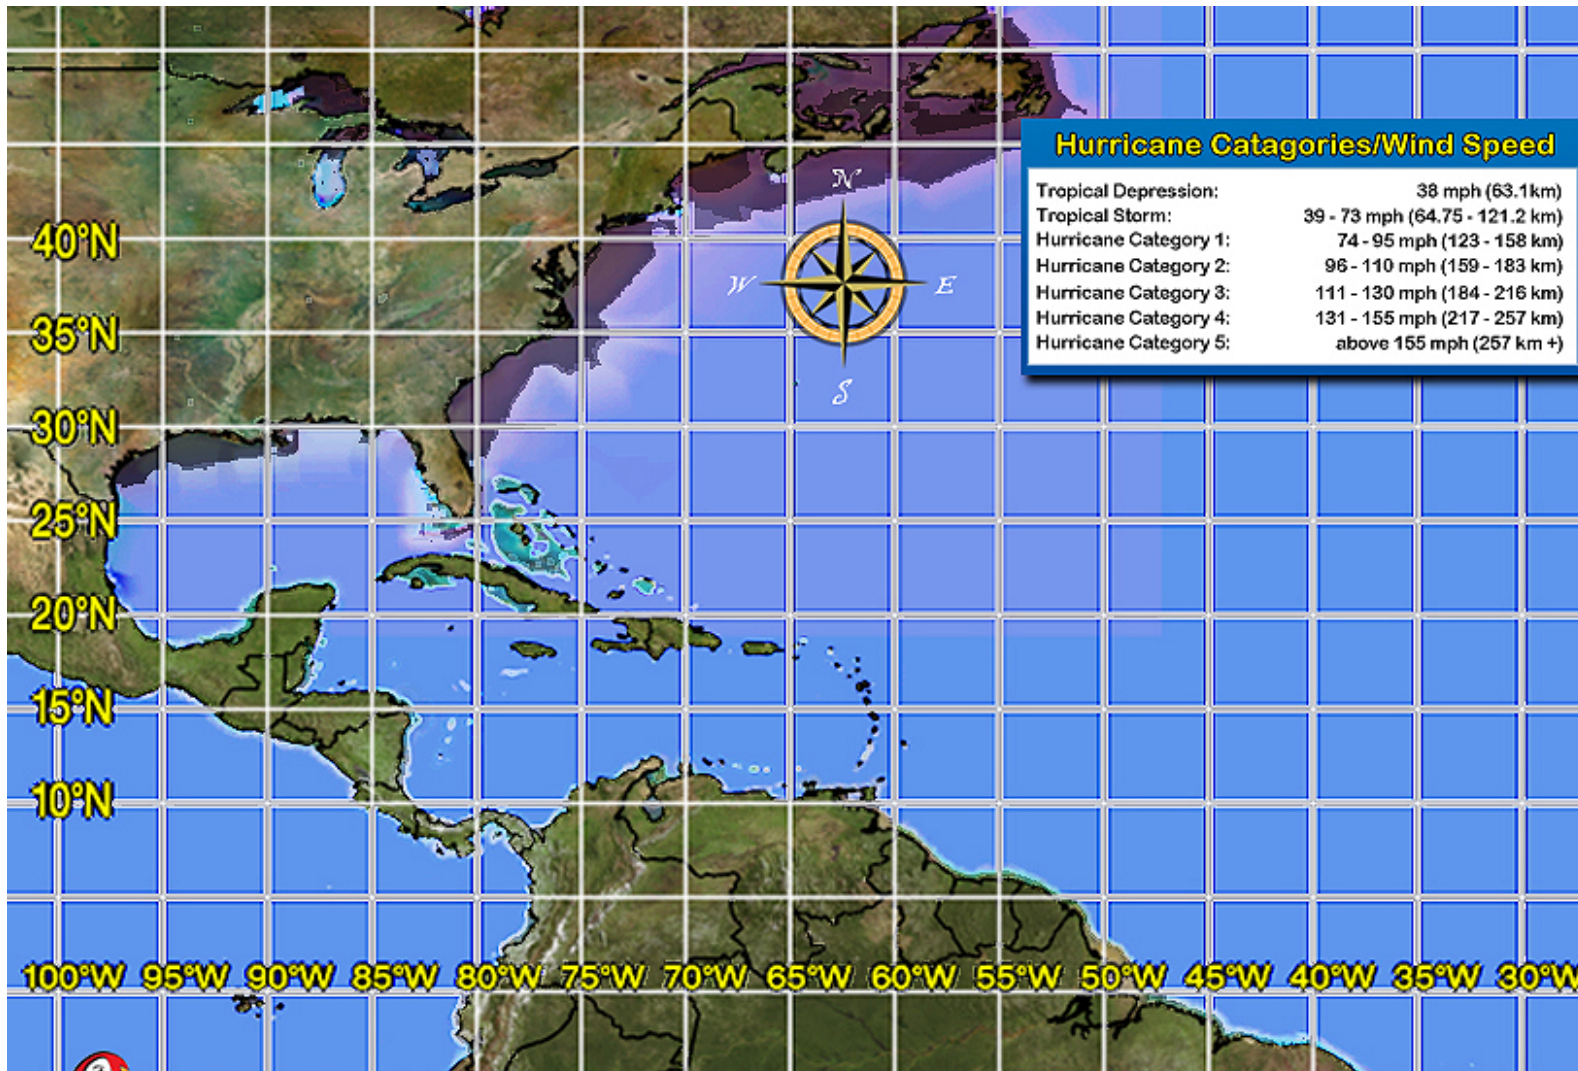 Hurricane Catagories/Wind Speed
Tropical Depression: 38 mph (63.1km)
Tropical Storm: 39 - 73 mph (64.75 - 121.2 km)
Hurricane Category 1: 74 - 95 mph (123 - 158 km)
Hurricane Category 2: 96 - 110 mph (159 - 183 km)
Hurricane Category 3: 111 - 130 mph (184 - 216 km)
Hurricane Category 4: 131 - 155 mph (217 - 257 km)
Hurricane Category 5: above 155 mph (257 km +)
N
W E
S
40°N
35°N
30°N
25°N
20°N
15°N
10°N
100°W 95°W 90°W 85°W 80°W 75°W 70°W 65°W 60°W 55°W 50°W 45°W 40°W 35°W 30°W